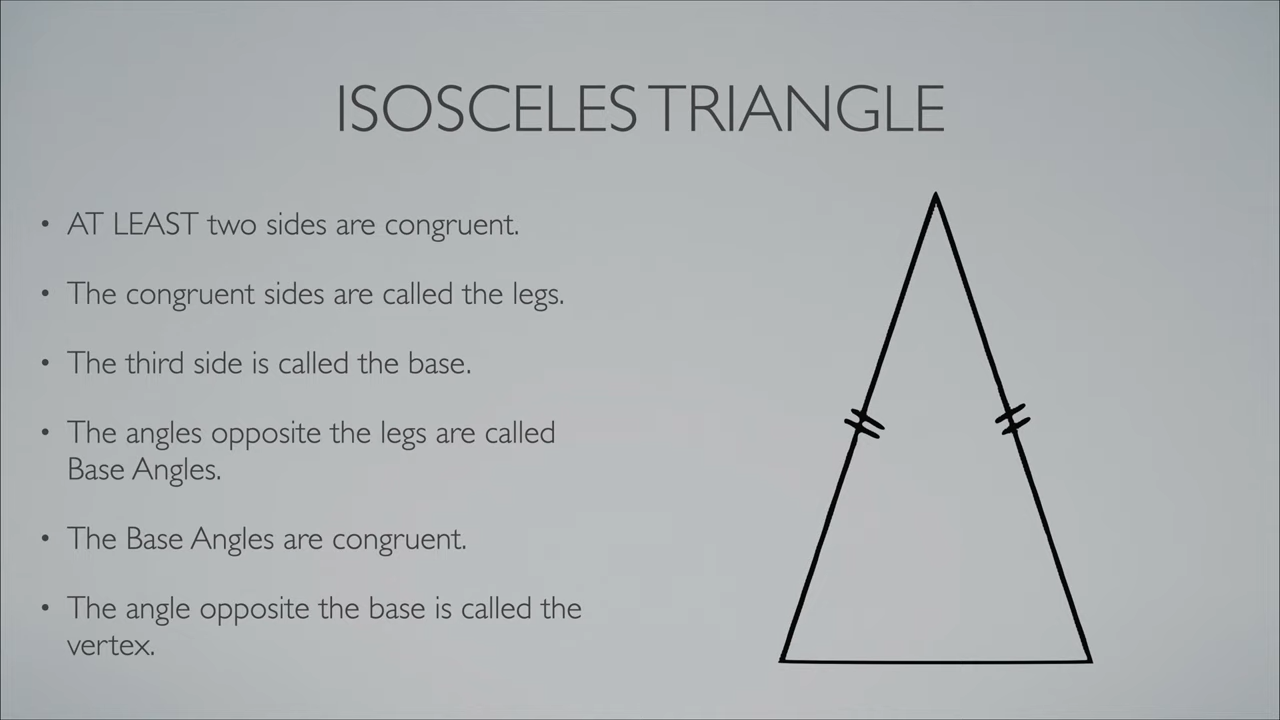 ISOSCELES TRIANGLE
• AT LEAST two sides are congruent.
• The congruent sides are called the legs.
• The third side is called the base.
• The angles opposite the legs are called
Base Angles.
• The Base Angles are congruent.
• The angle opposite the base is called the
vertex.